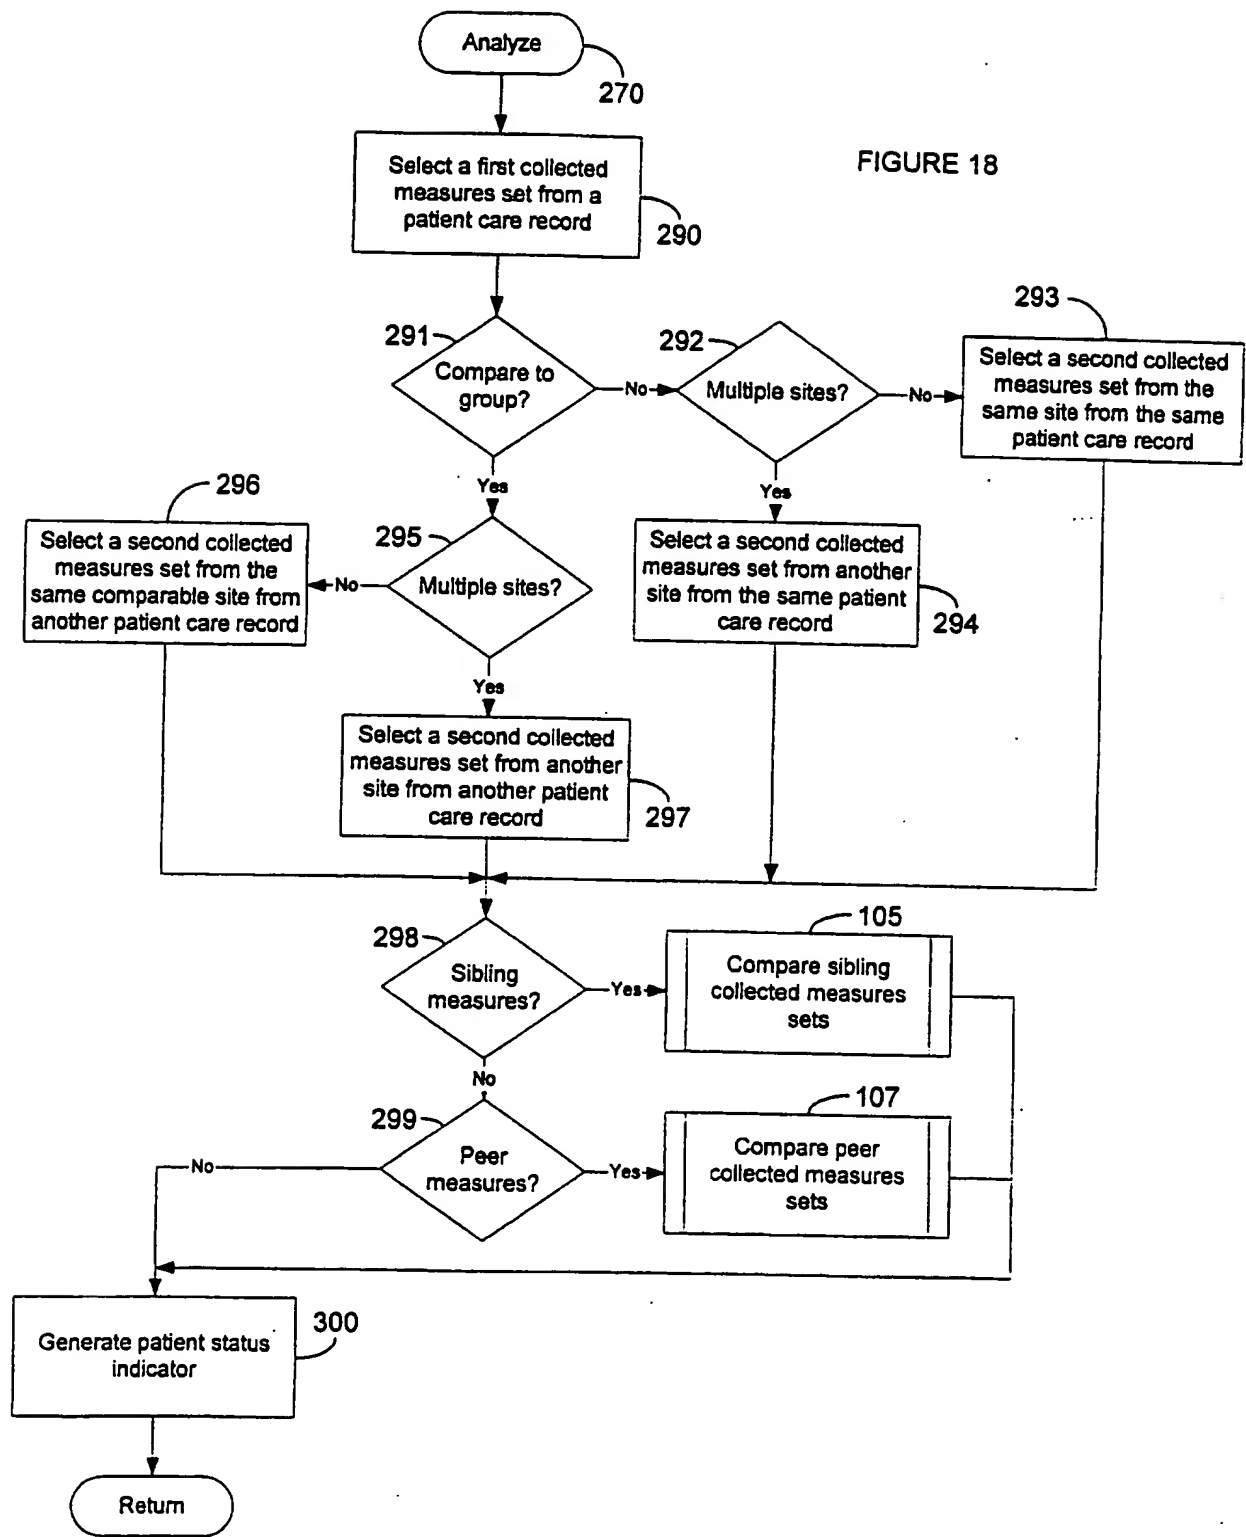 Analyze
270
FIGURE 18
Select a first collected
measures set from a
patient care record
290
291
Compare to
group?
No
292
Multiple sites?
No
293
Select a second collected
measures set from the
same site from the same
patient care record
Yes
Yes
296
Select a second collected
measures set from the
same comparable site from
another patient care record
No
295
Multiple sites?
Select a second collected
measures set from another
site from the same patient
care record
294
Yes
Select a second collected
measures set from another
site from another patient
care record
297
298
Sibling
measures?
Yes
105
Compare sibling
collected measures
sets
No
299
Peer
measures?
No
Yes
107
Compare peer
collected measures
sets
Generate patient status
indicator
300
Return